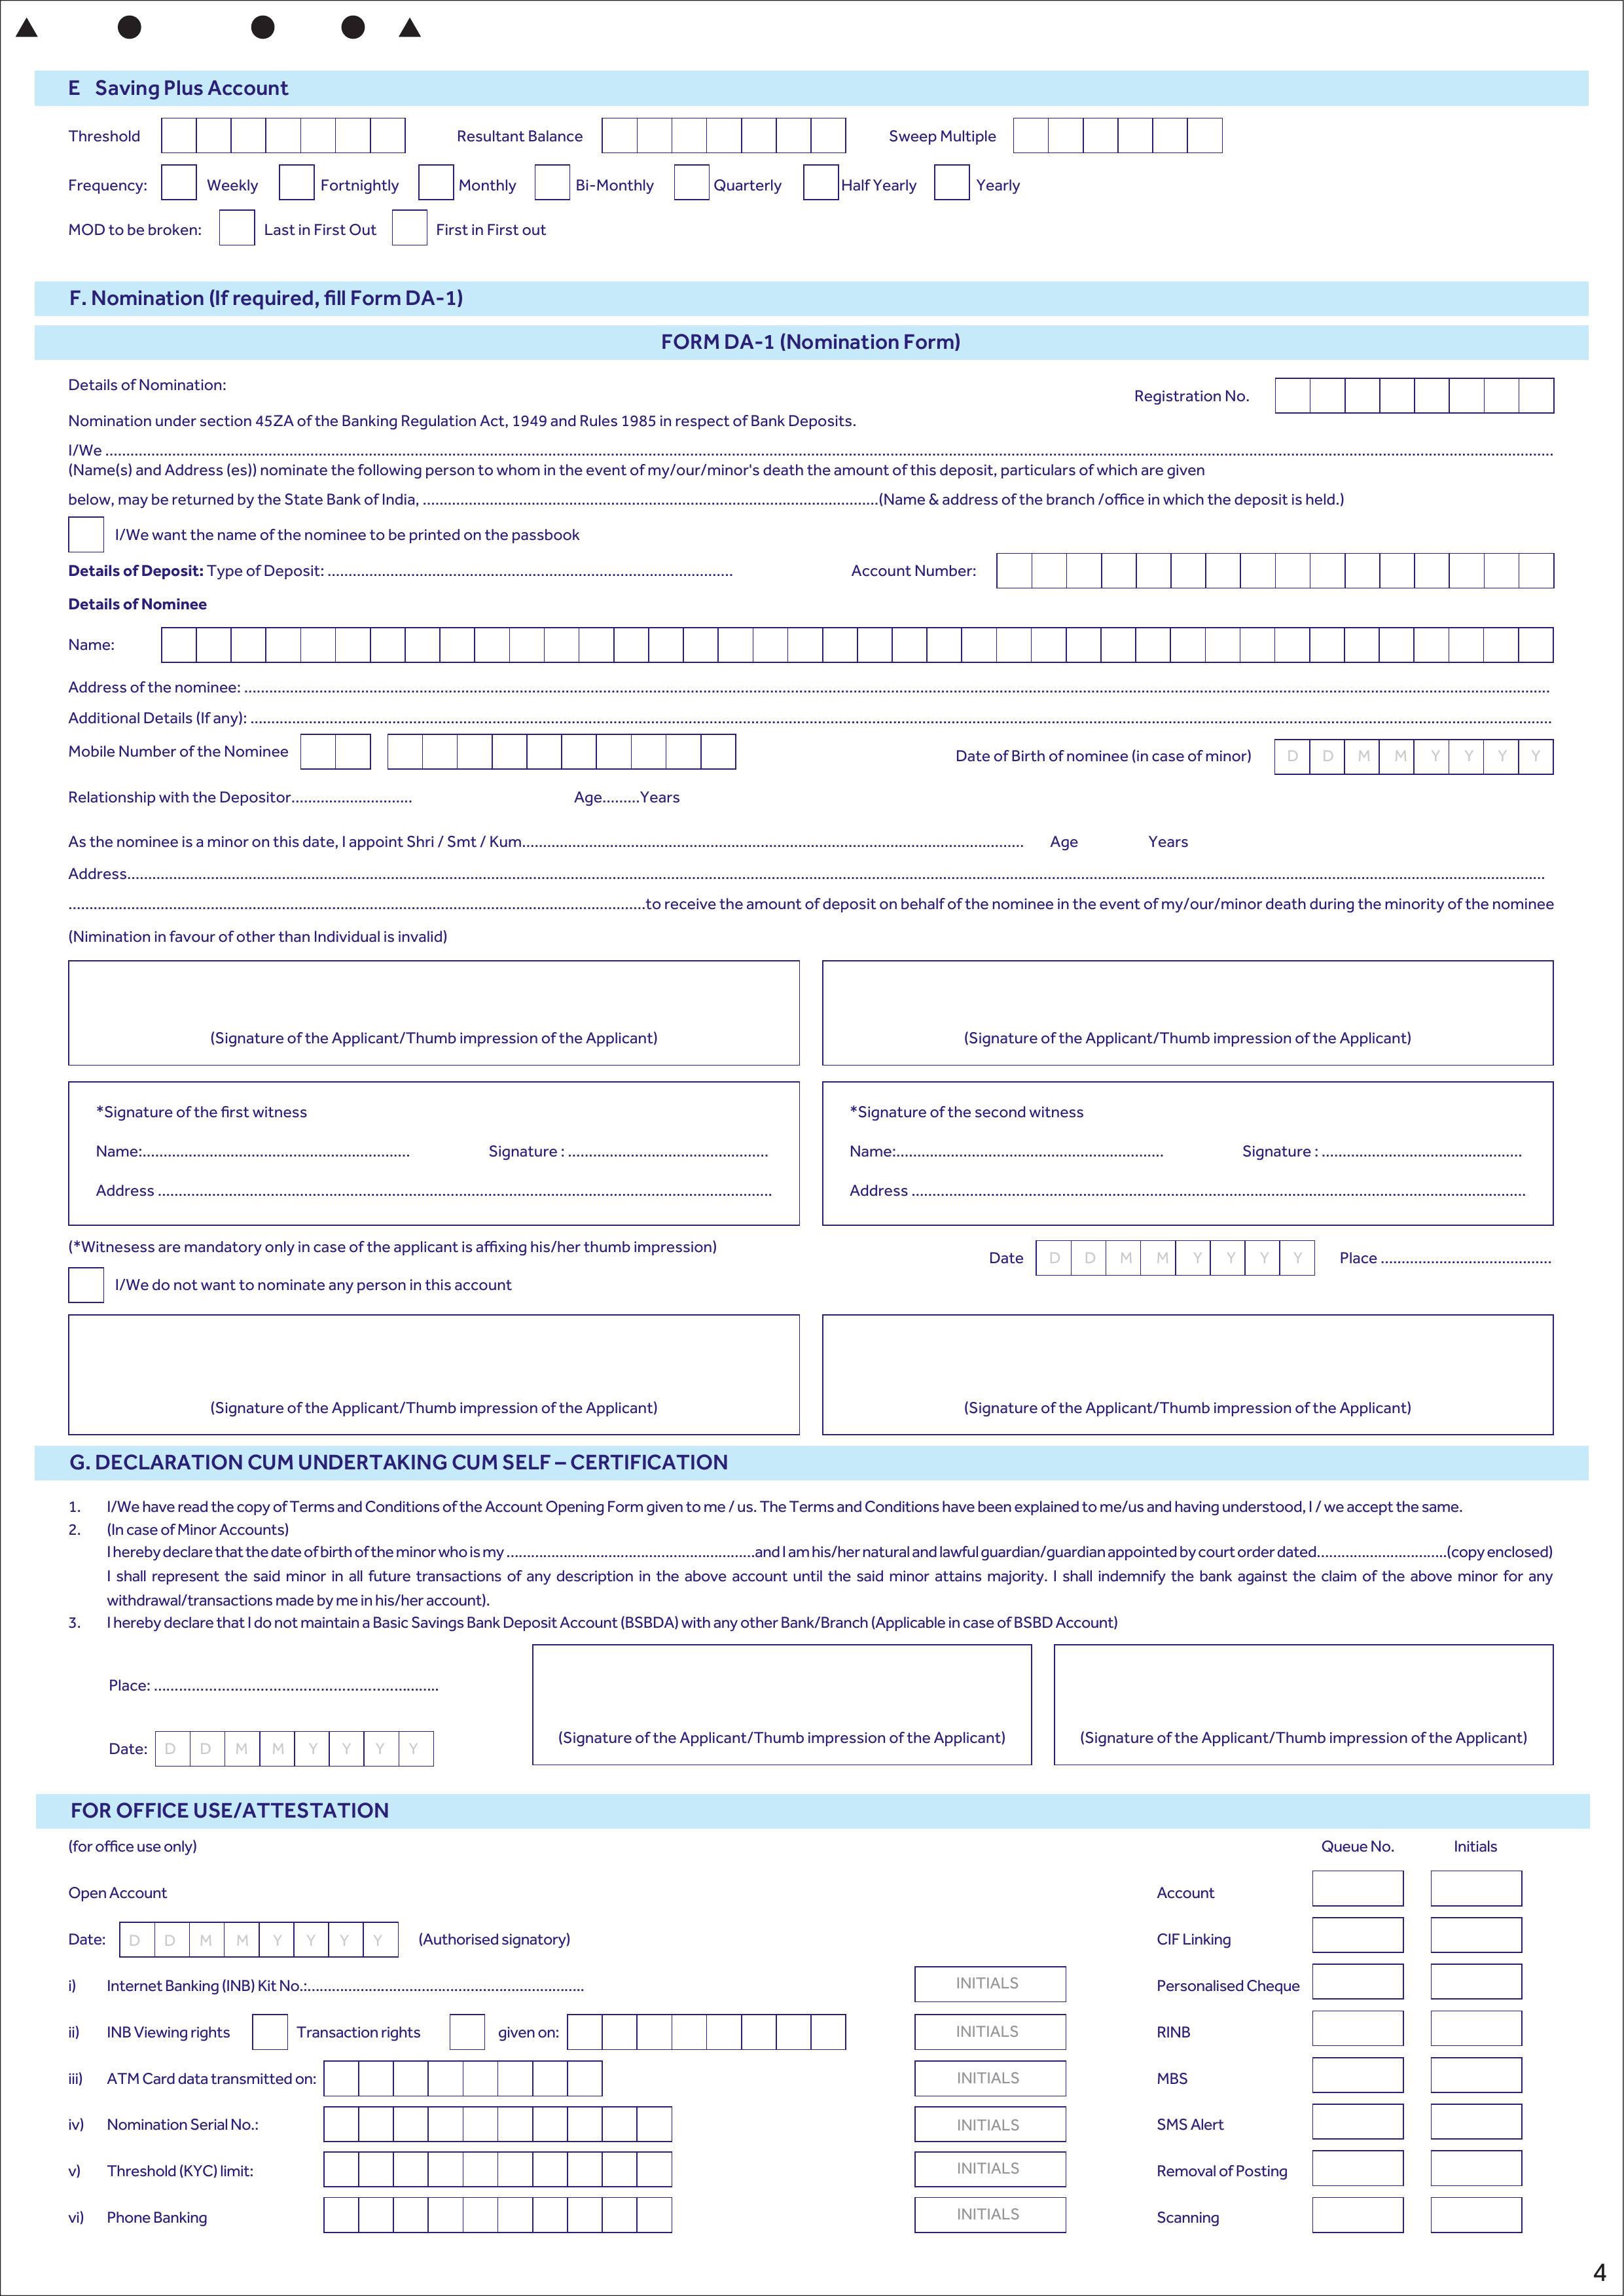 E Saving Plus Account
Threshold Resultant Balance Sweep Multiple
Frequency: Weekly Fortnightly Monthly Bi-Monthly Quarterly Half Yearly Yearly
MOD to be broken: Last in First Out First in First out
F. Nomination (If required, fill Form DA-1)
FORM DA-1 (Nomination Form)
Details of Nomination:
Registration No.
Nomination under section 45ZA of the Banking Regulation Act, 1949 and Rules 1985 in respect of Bank Deposits.
I/We ........................................................
(Name(s) and Address (es)) nominate the following person to whom in the event of my/our/minor's death the amount of this deposit, particulars of which are given
below, may be returned by the State Bank of India, ........................................(Name & address of the branch /office in which the deposit is held.)
I/We want the name of the nominee to be printed on the passbook
Details of Deposit: Type of Deposit: ........................................ Account Number:
Details of Nominee
Name:
Address of the nominee: ........................................
Additional Details (If any): ........................................
Mobile Number of the Nominee Date of Birth of nominee (in case of minor) D D M M Y Y Y Y
Relationship with the Depositor............................. Age.........Years
As the nominee is a minor on this date, I appoint Shri / Smt / Kum........................................ Age Years
Address........................................
........................................to receive the amount of deposit on behalf of the nominee in the event of my/our/minor death during the minority of the nominee
(Nimination in favour of other than Individual is invalid)
(Signature of the Applicant/Thumb impression of the Applicant) (Signature of the Applicant/Thumb impression of the Applicant)
*Signature of the first witness
Name:........................................ Signature : ........................................
Address ........................................
*Signature of the second witness
Name:........................................ Signature : ........................................
Address ........................................
(*Witnesess are mandatory only in case of the applicant is affixing his/her thumb impression)
Date D D M M Y Y Y Y Place ........................................
I/We do not want to nominate any person in this account
(Signature of the Applicant/Thumb impression of the Applicant) (Signature of the Applicant/Thumb impression of the Applicant)
G. DECLARATION CUM UNDERTAKING CUM SELF – CERTIFICATION
1. I/We have read the copy of Terms and Conditions of the Account Opening Form given to me / us. The Terms and Conditions have been explained to me/us and having understood, I / we accept the same.
2. (In case of Minor Accounts)
I hereby declare that the date of birth of the minor who is my ........................................and I am his/her natural and lawful guardian/guardian appointed by court order dated................................(copy enclosed)
I shall represent the said minor in all future transactions of any description in the above account until the said minor attains majority. I shall indemnify the bank against the claim of the above minor for any
withdrawal/transactions made by me in his/her account).
3. I hereby declare that I do not maintain a Basic Savings Bank Deposit Account (BSBDA) with any other Bank/Branch (Applicable in case of BSBD Account)
Place: ........................................
Date: D D M M Y Y Y Y
(Signature of the Applicant/Thumb impression of the Applicant) (Signature of the Applicant/Thumb impression of the Applicant)
FOR OFFICE USE/ATTESTATION
(for office use only) Queue No. Initials
Open Account Account
Date: D D M M Y Y Y Y (Authorised signatory) CIF Linking
i) Internet Banking (INB) Kit No.:........................................ INITIALS Personalised Cheque
ii) INB Viewing rights Transaction rights given on: INITIALS RINB
iii) ATM Card data transmitted on: INITIALS MBS
iv) Nomination Serial No.: INITIALS SMS Alert
v) Threshold (KYC) limit: INITIALS Removal of Posting
vi) Phone Banking INITIALS Scanning
4